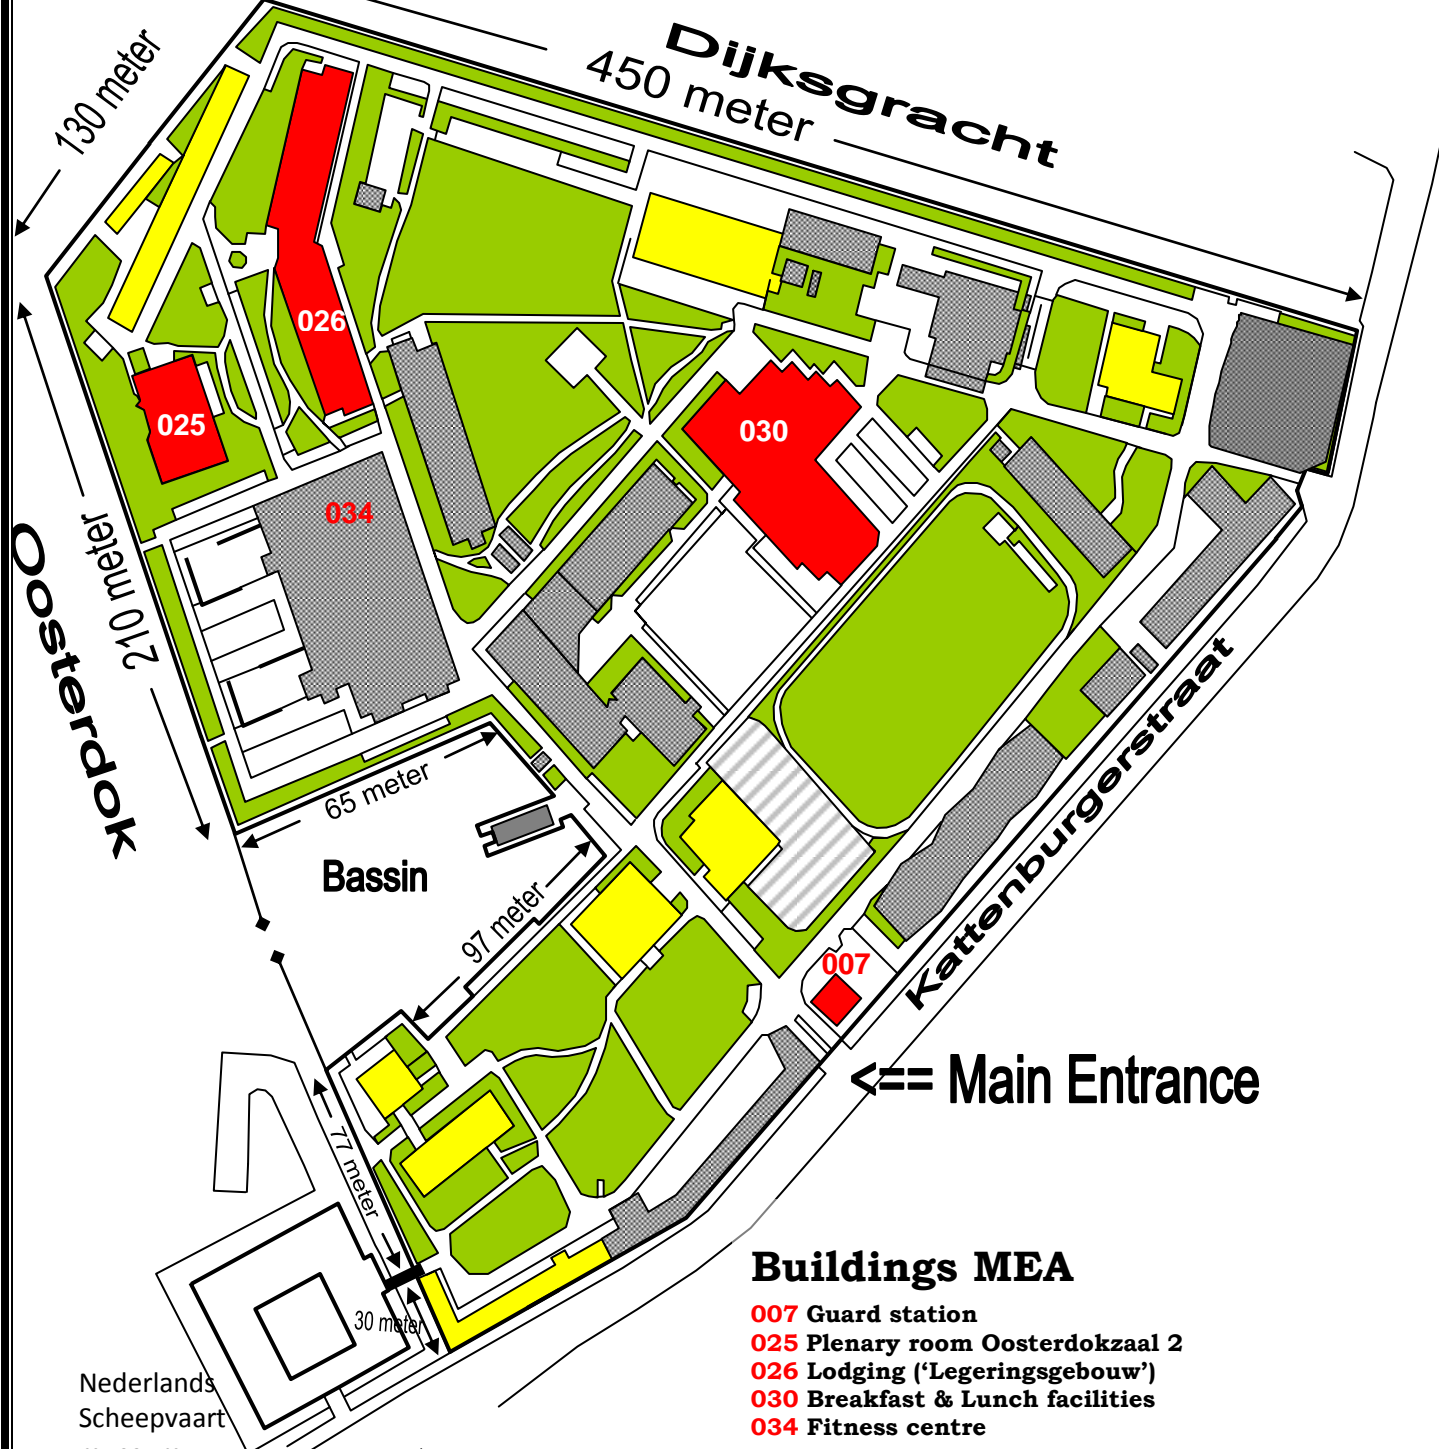 Dijksgracht
450 meter
130 meter
026
025
030
034
210 meter
Oosterdok
65 meter
Bassin
97 meter
007
Kattenburgerstraat
<== Main Entrance
77 meter
30 meter
Buildings MEA
007 Guard station
025 Plenary room Oosterdokzaal 2
026 Lodging (‘Legeringsgebouw’)
030 Breakfast & Lunch facilities
034 Fitness centre
Nederlands
Scheepvaart